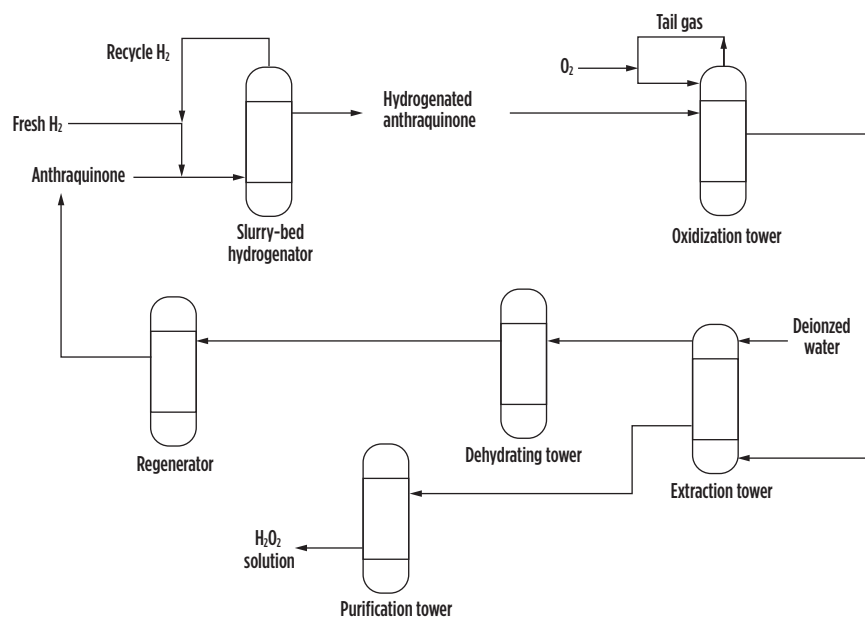 Recycle H₂
Tail gas
O₂
Hydrogenated
anthraquinone
Fresh H₂
Anthraquinone
Slurry-bed
hydrogenator
Oxidization tower
Deionzed
water
Regenerator
Dehydrating tower
Extraction tower
H₂O₂
solution
Purification tower